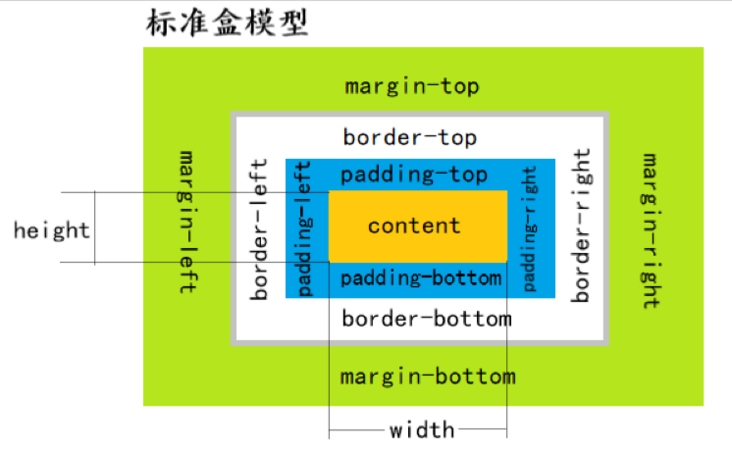 标准盒模型
margin-top
border-top
padding-top
margin-left
border-left
padding-left
content
padding-right
border-right
margin-right
height
padding-bottom
border-bottom
margin-bottom
width